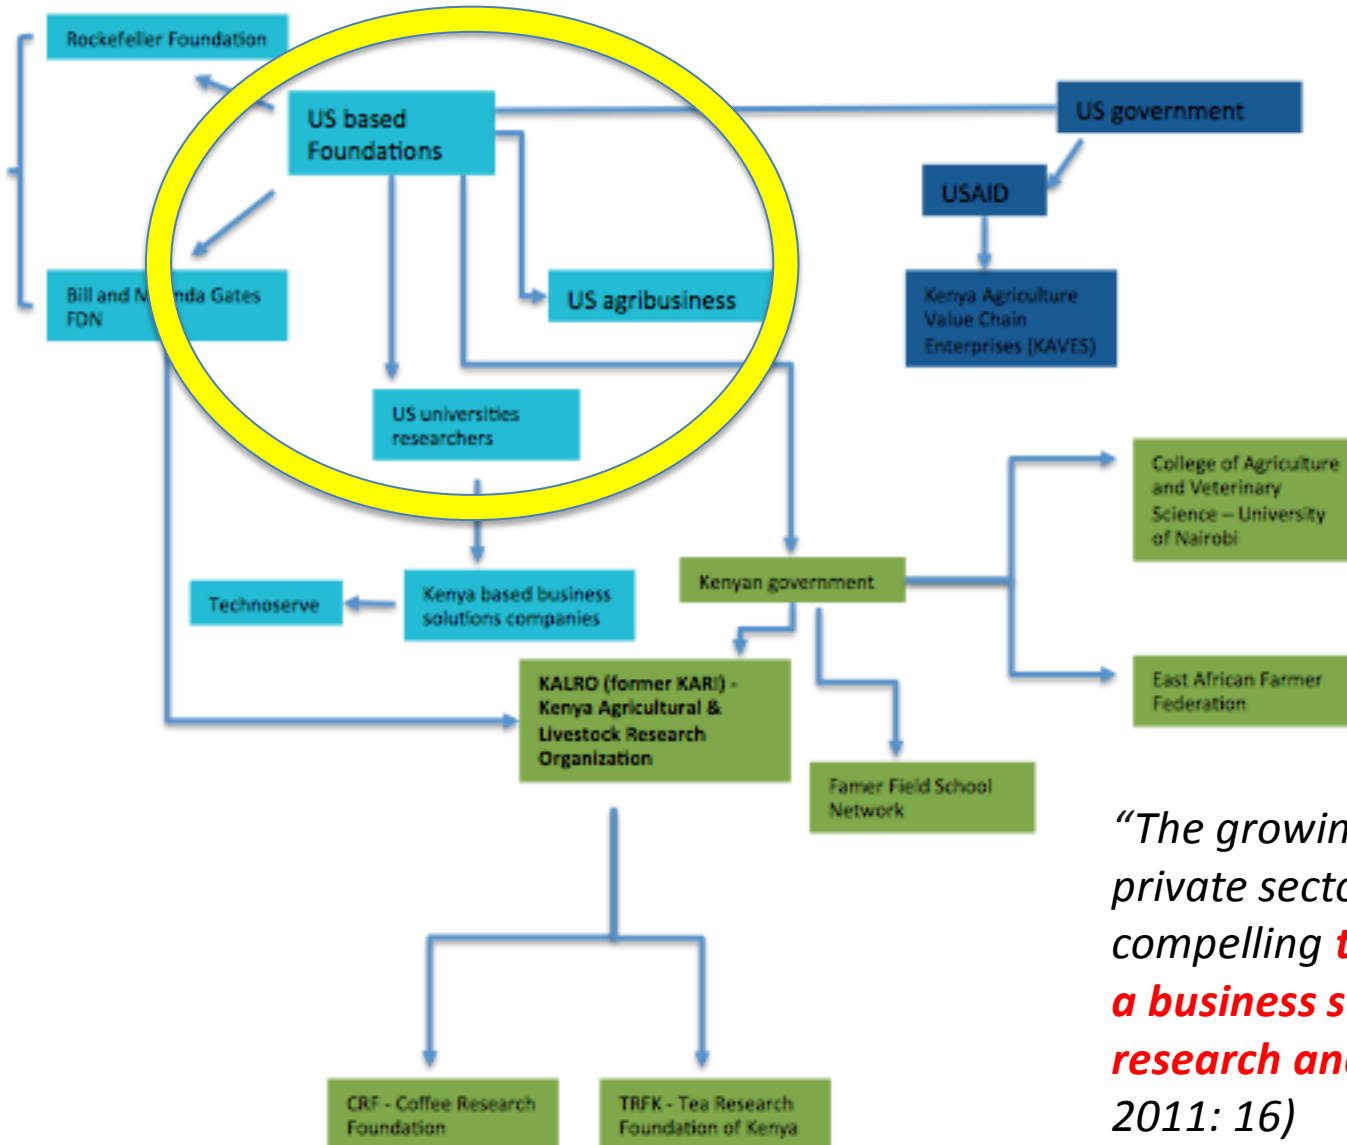 Rockefeller Foundation
US based
Foundations
US government
USAID
Bill and M nda Gates
FDN
US agribusiness
Kenya Agriculture
Value Chain
Enterprises (KAVES)
US universities
researchers
College of Agriculture
and Veterinary
Science – University
of Nairobi
Technoserve
Kenya based business
solutions companies
Kenyan government
KALRO (former KARI) -
Kenya Agricultural &
Livestock Research
Organization
East African Farmer
Federation
Famer Field School
Network
“The growin
private secto
compelling t
a business s
research and
2011: 16)
CRF - Coffee Research
Foundation
TRFK - Tea Research
Foundation of Kenya